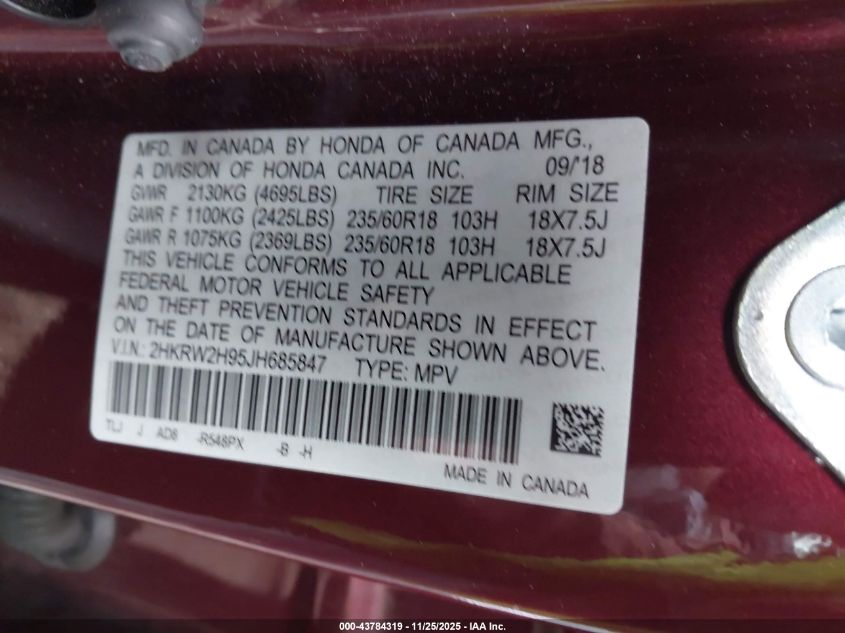 MFD. IN CANADA BY HONDA OF CANADA MFG.,
A DIVISION OF HONDA CANADA INC. 09/'18
GVWR 2130KG (4695LBS) TIRE SIZE RIM SIZE
GAWR F 1100KG (2425LBS) 235/60R18 103H 18X7.5J
GAWR R 1075KG (2369LBS) 235/60R18 103H 18X7.5J
THIS VEHICLE CONFORMS TO ALL APPLICABLE
FEDERAL MOTOR VEHICLE SAFETY
AND THEFT PREVENTION STANDARDS IN EFFECT
ON THE DATE OF MANUFACTURE SHOWN ABOVE.
V.I.N.: 2HKRW2H95JH685847 TYPE: MPV
TLJ J AD8 -R548PX -B -H
MADE IN CANADA
000-43784319 | 11/25/2025 - IAA Inc.